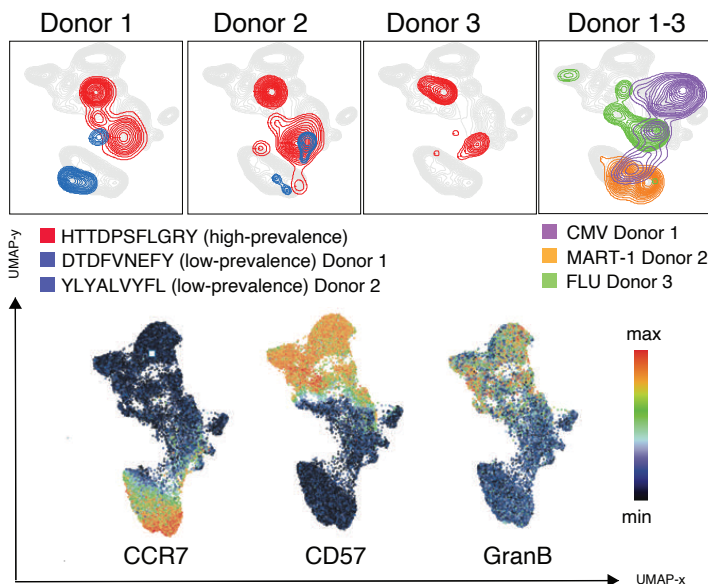 Donor 1
Donor 2
Donor 3
Donor 1-3
HTTDPSFLGRY (high-prevalence)
DTDFVNEFY (low-prevalence) Donor 1
YLYALVYFL (low-prevalence) Donor 2
CMV Donor 1
MART-1 Donor 2
FLU Donor 3
UMAP-y
max
min
CCR7
CD57
GranB
UMAP-x